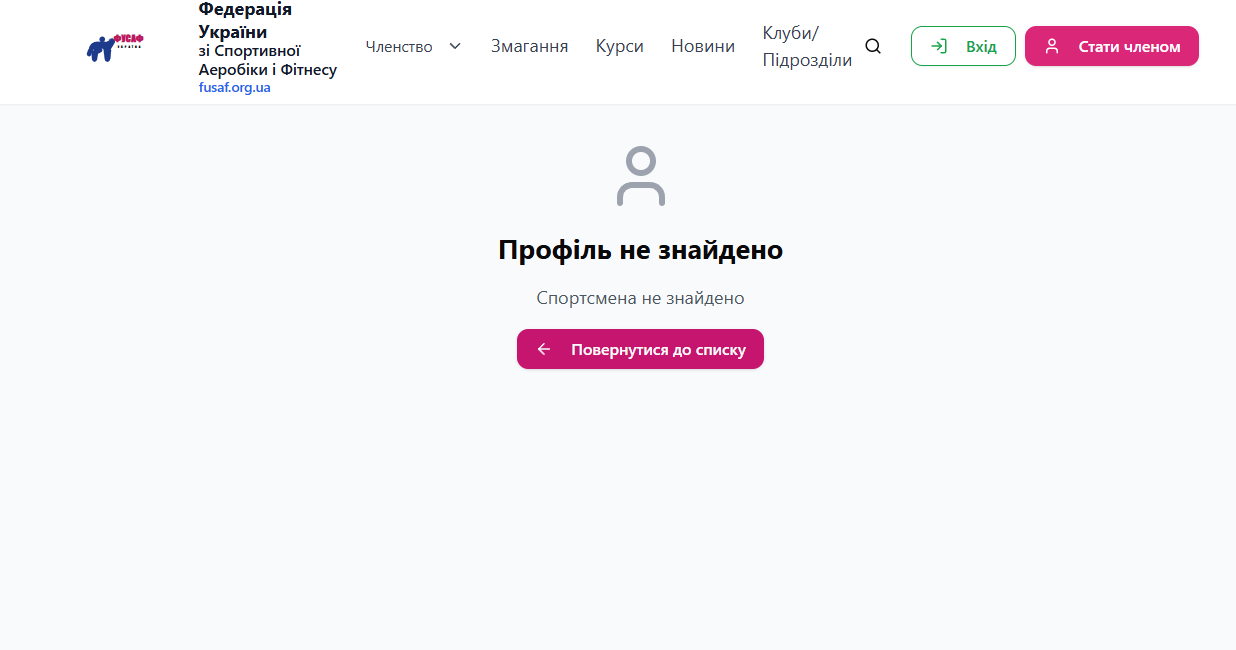 ФУСАФ
УКРАЇНА
Федерація
України
зі Спортивної
Аеробіки і Фітнесу
fusaf.org.ua
Членство
Змагання
Курси
Новини
Клуби/
Підрозділи
Вхід
Стати членом
Профіль не знайдено
Спортсмена не знайдено
Повернутися до списку